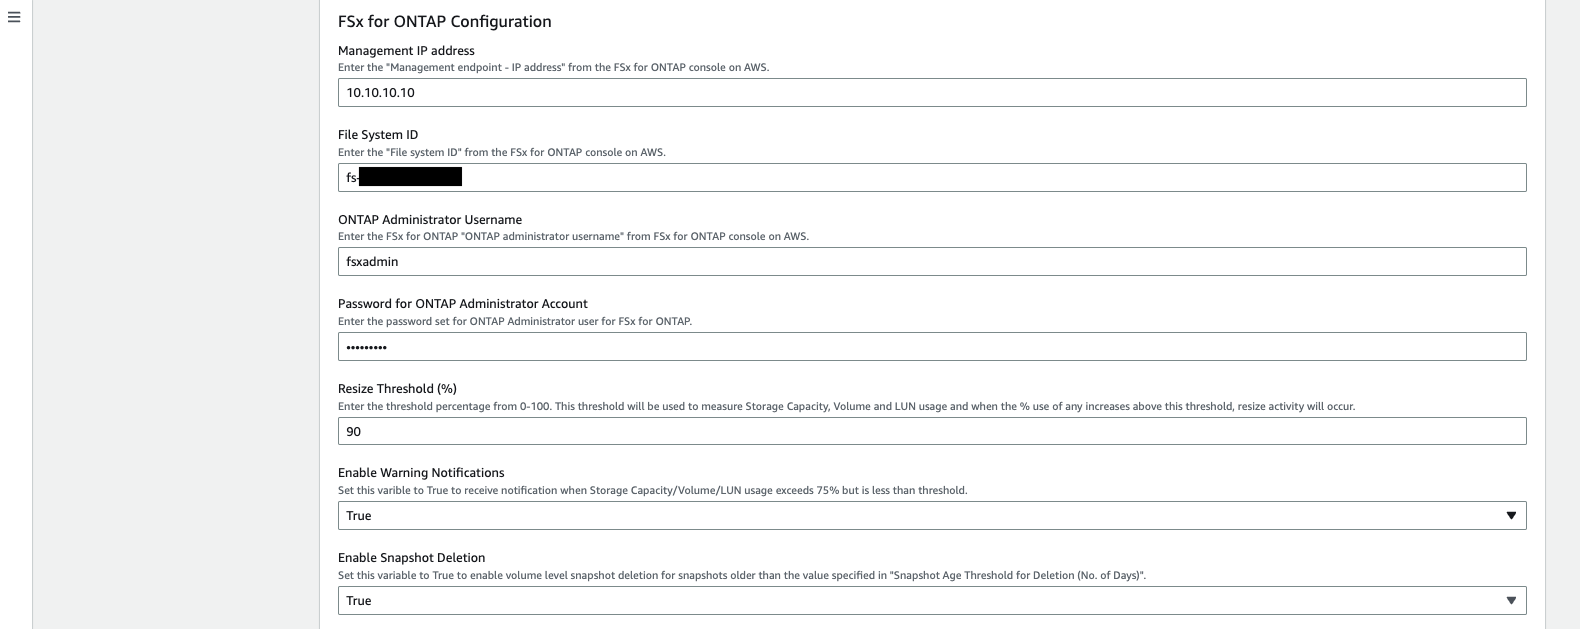 FSx for ONTAP Configuration
Management IP address
Enter the "Management endpoint - IP address" from the FSx for ONTAP console on AWS.
10.10.10.10
File System ID
Enter the "File system ID" from the FSx for ONTAP console on AWS.
fs-
ONTAP Administrator Username
Enter the FSx for ONTAP "ONTAP administrator username" from FSx for ONTAP console on AWS.
fsxadmin
Password for ONTAP Administrator Account
Enter the password set for ONTAP Administrator user for FSx for ONTAP.
•••••••••
Resize Threshold (%)
Enter the threshold percentage from 0-100. This threshold will be used to measure Storage Capacity, Volume and LUN usage and when the % use of any increases above this threshold, resize activity will occur.
90
Enable Warning Notifications
Set this varible to True to receive notification when Storage Capacity/Volume/LUN usage exceeds 75% but is less than threshold.
True
Enable Snapshot Deletion
Set this variable to True to enable volume level snapshot deletion for snapshots older than the value specified in "Snapshot Age Threshold for Deletion (No. of Days)".
True